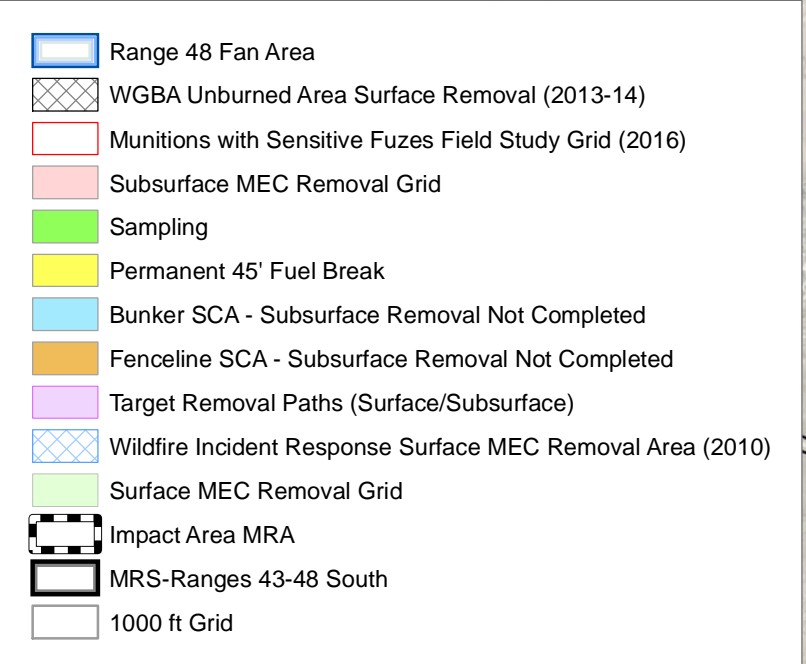 Range 48 Fan Area
WGBA Unburned Area Surface Removal (2013-14)
Munitions with Sensitive Fuzes Field Study Grid (2016)
Subsurface MEC Removal Grid
Sampling
Permanent 45' Fuel Break
Bunker SCA - Subsurface Removal Not Completed
Fenceline SCA - Subsurface Removal Not Completed
Target Removal Paths (Surface/Subsurface)
Wildfire Incident Response Surface MEC Removal Area (2010)
Surface MEC Removal Grid
Impact Area MRA
MRS-Ranges 43-48 South
1000 ft Grid